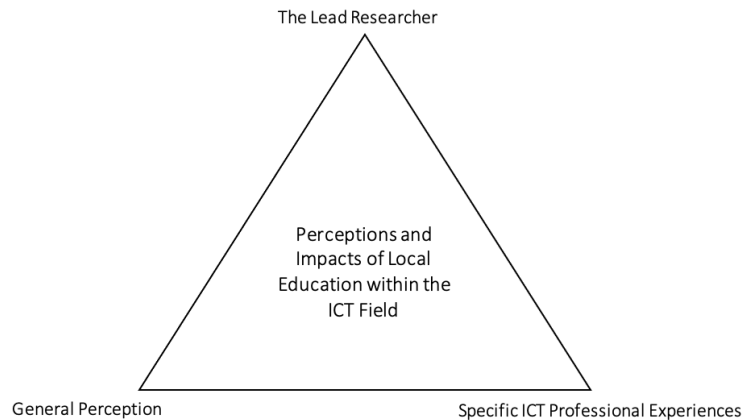 The Lead Researcher
Perceptions and
Impacts of Local
Education within the
ICT Field
General Perception
Specific ICT Professional Experiences